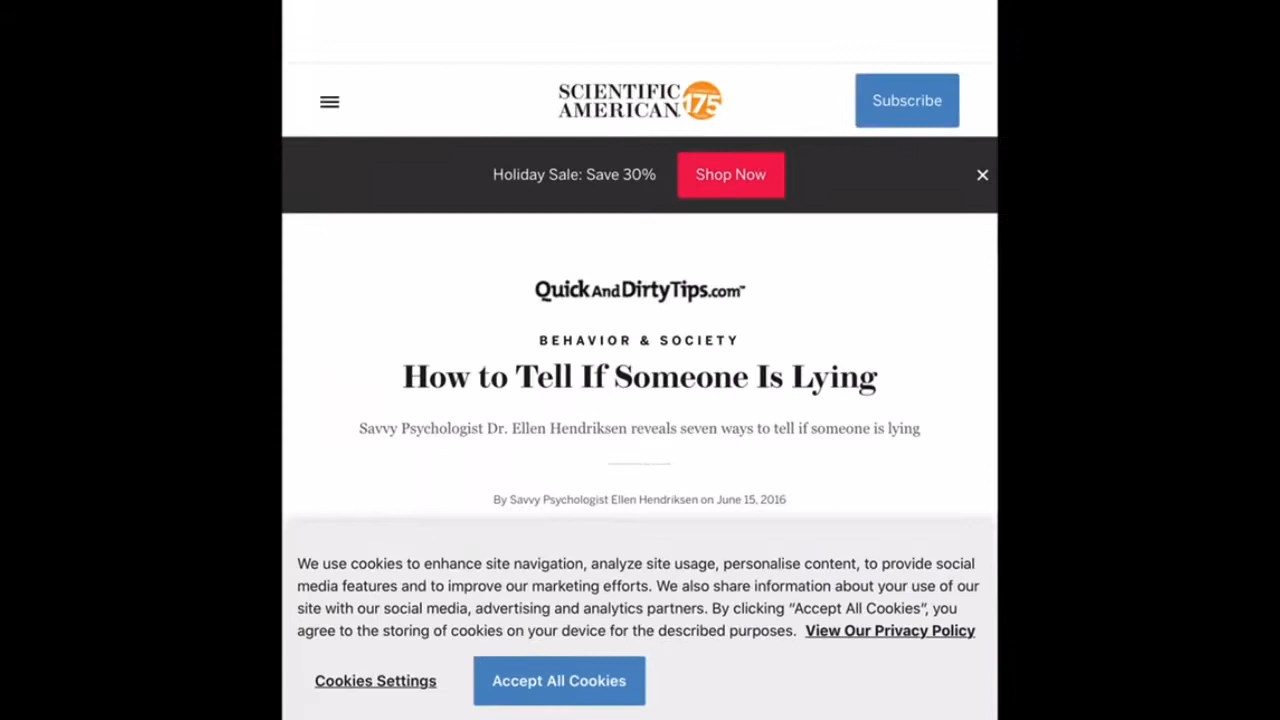 SCIENTIFIC
AMERICAN 175
Subscribe
Holiday Sale: Save 30%
Shop Now
QuickAndDirtyTips.com
BEHAVIOR & SOCIETY
How to Tell If Someone Is Lying
Savvy Psychologist Dr. Ellen Hendriksen reveals seven ways to tell if someone is lying
By Savvy Psychologist Ellen Hendriksen on June 15, 2016
We use cookies to enhance site navigation, analyze site usage, personalise content, to provide social
media features and to improve our marketing efforts. We also share information about your use of our
site with our social media, advertising and analytics partners. By clicking “Accept All Cookies”, you
agree to the storing of cookies on your device for the described purposes. View Our Privacy Policy
Cookies Settings
Accept All Cookies